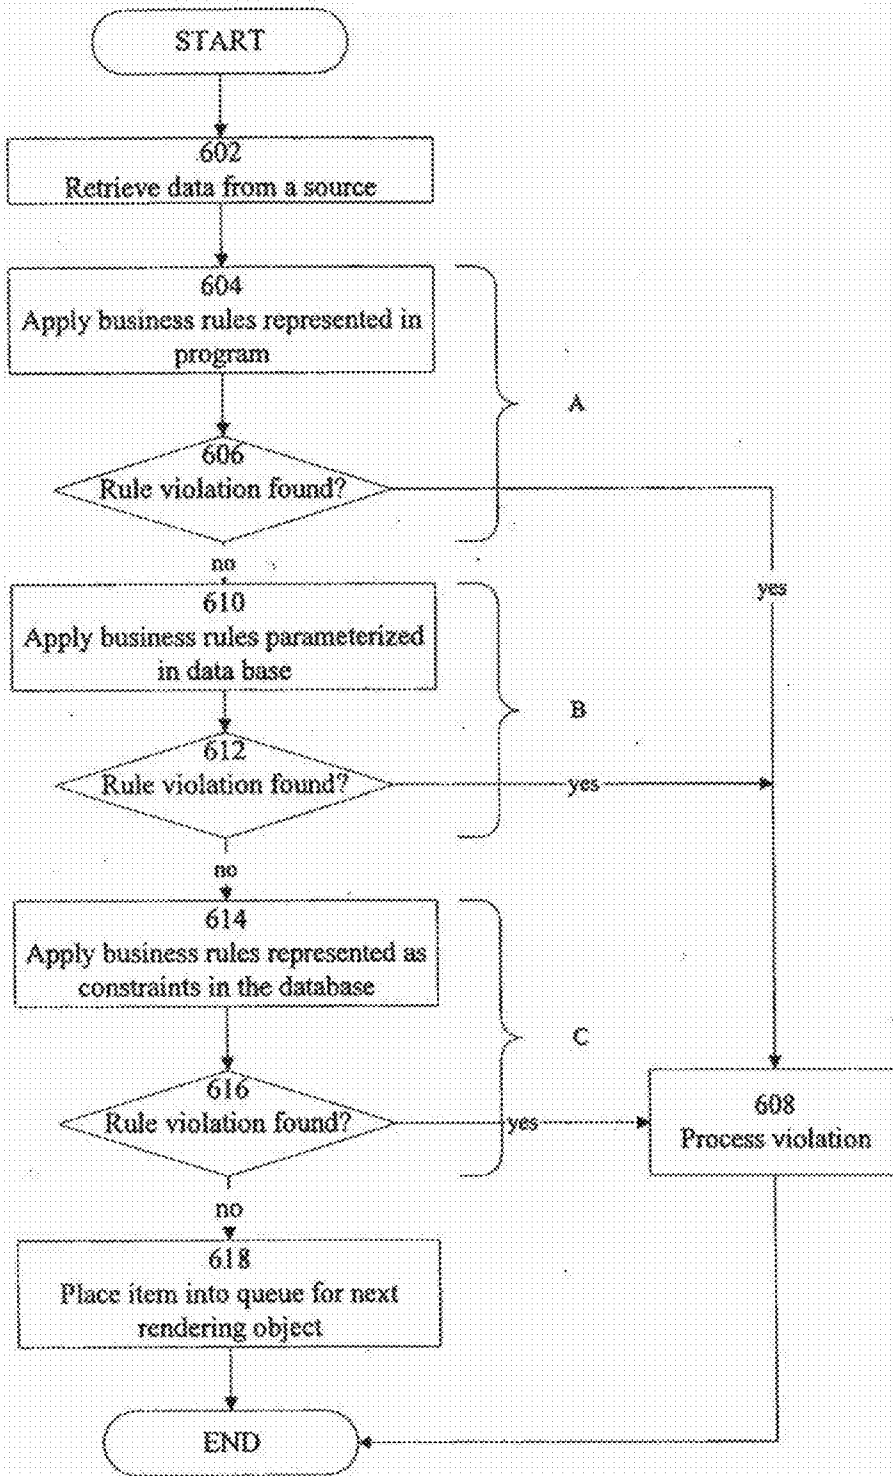 START
602
Retrieve data from a source
604
Apply business rules represented in
program
A
606
Rule violation found?
no
yes
610
Apply business rules parameterized
in data base
B
612
Rule violation found?
yes
no
614
Apply business rules represented as
constraints in the database
C
616
Rule violation found?
yes
608
Process violation
no
618
Place item into queue for next
rendering object
END